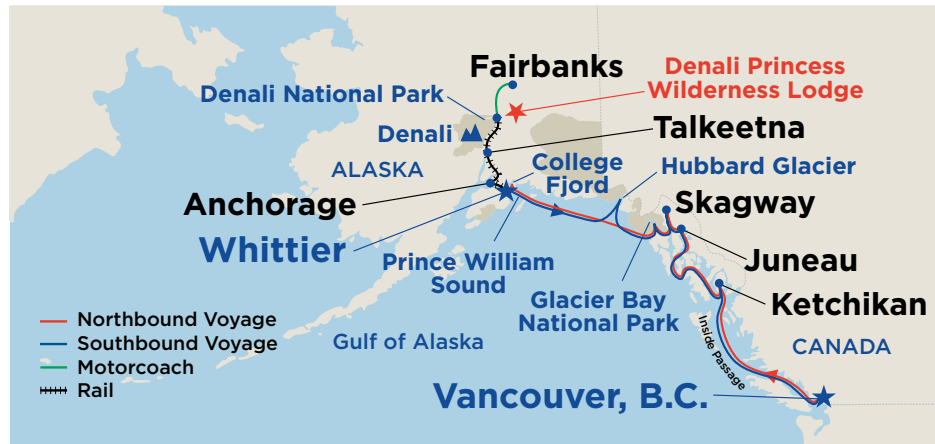 Fairbanks
Denali Princess
Wilderness Lodge
Denali National Park
Denali
Talkeetna
ALASKA
College
Fjord
Hubbard Glacier
Anchorage
Skagway
Whittier
Prince William
Sound
Juneau
Glacier Bay
National Park
Ketchikan
Northbound Voyage
Southbound Voyage
Motorcoach
Rail
Gulf of Alaska
Inside Passage
CANADA
Vancouver, B.C.